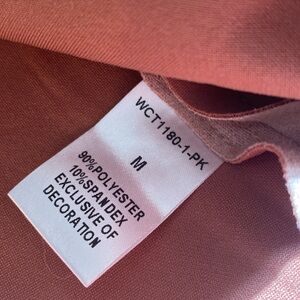 WCT1180-1-PK
M
90%POLYESTER
10%SPANDEX
EXCLUSIVE OF
DECORATION